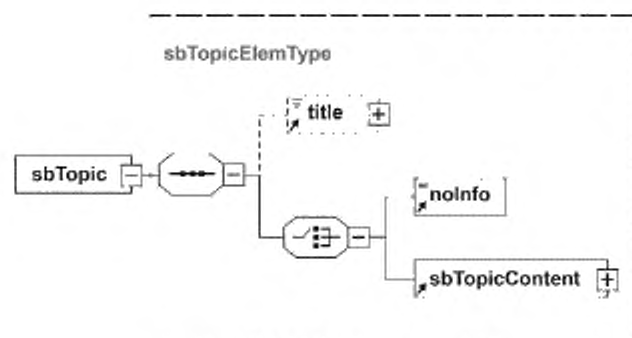 sbTopicElemType
title
sbTopic
noInfo
sbTopicContent